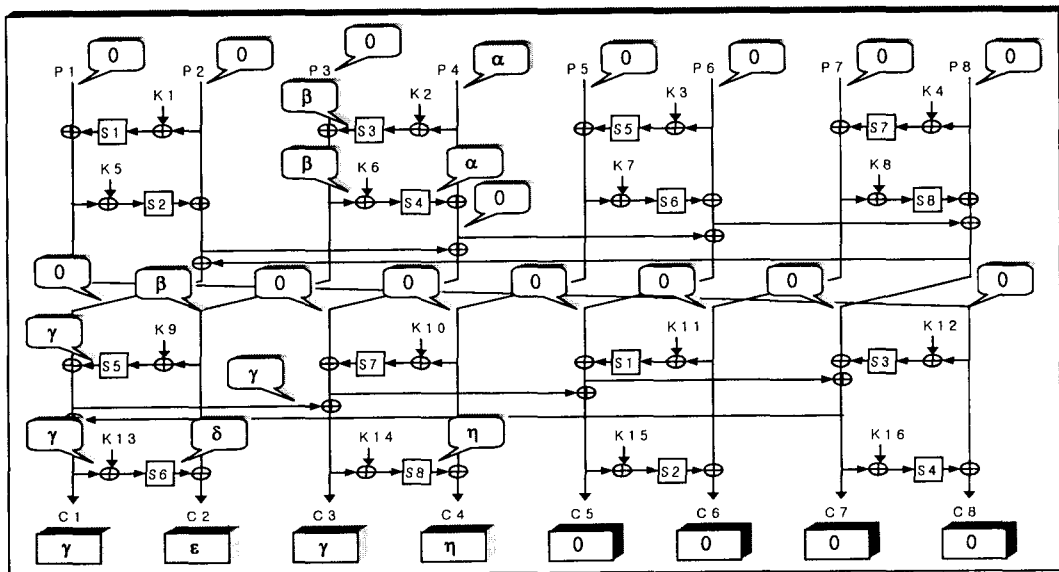 0 0 0 α 0 0 0 0
P1 P2 P3 P4 P5 P6 P7 P8
K1 β K2 K3 K4
S1 S3 S5 S7
K5 β K6 α K7 K8
S2 S4 S6 S8
0
0 β 0 0 0 0 0 0
γ K9 K10 K11 K12
S5 S7 S1 S3
γ
γ K13 δ K14 η K15 K16
S6 S8 S2 S4
C1 C2 C3 C4 C5 C6 C7 C8
γ ε γ η 0 0 0 0